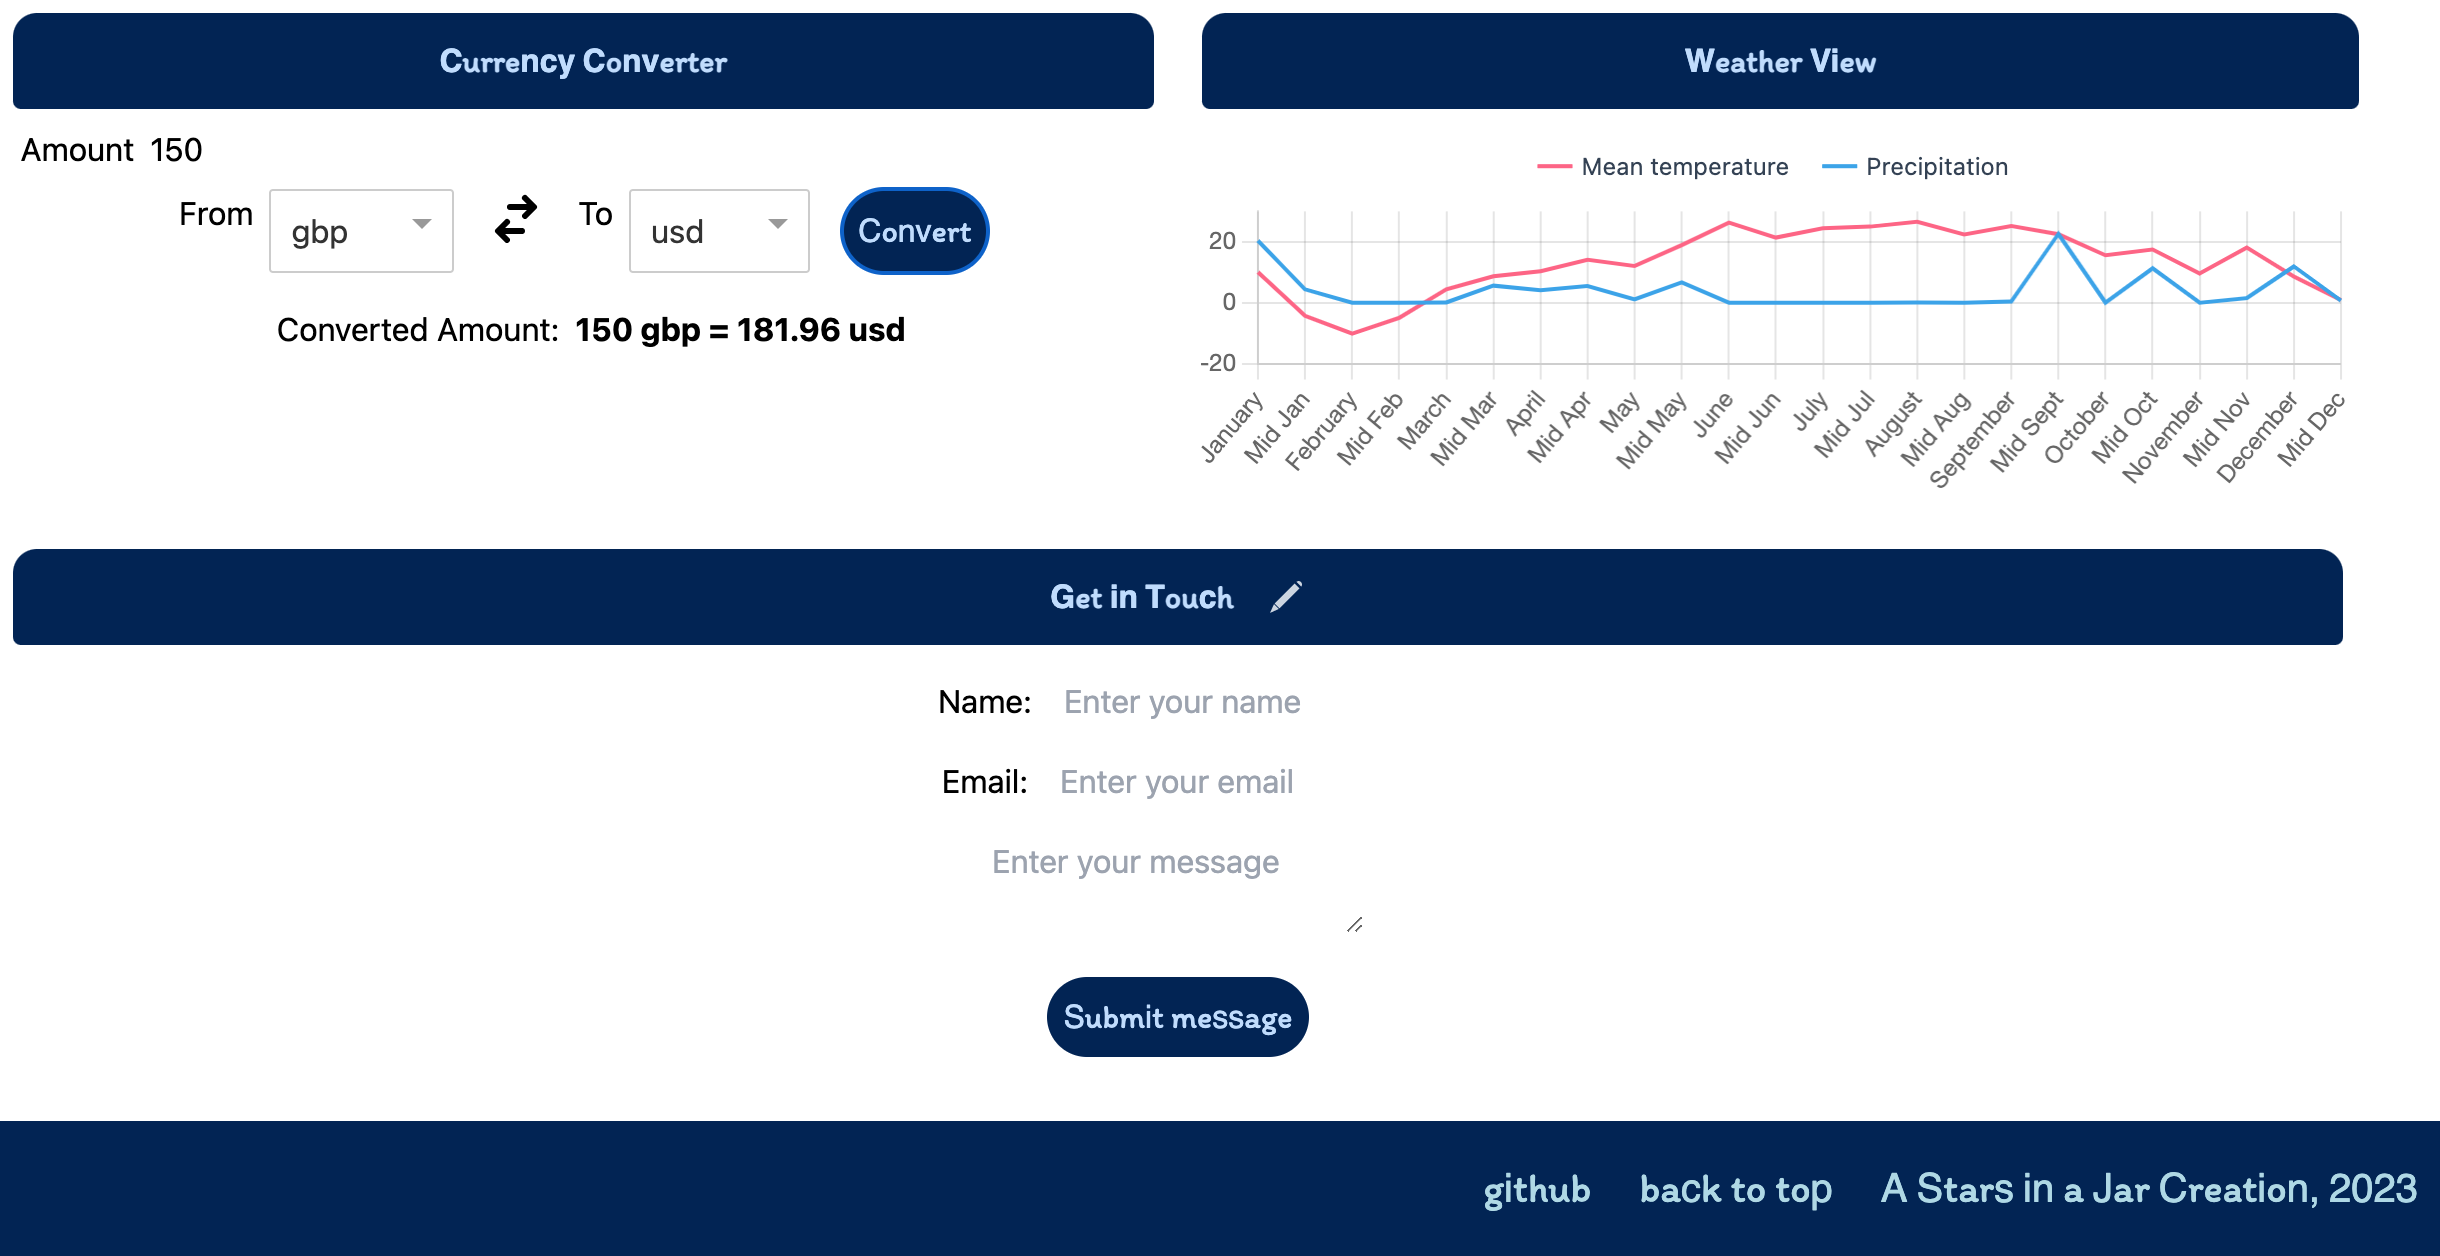 Currency Converter
Amount 150
From gbp To usd Convert
Converted Amount: 150 gbp = 181.96 usd
Weather View
Mean temperature Precipitation
20
0
-20
January Mid Jan February Mid Feb March Mid Mar April Mid Apr May Mid May June Mid Jun July Mid Jul August Mid Aug September Mid Sept October Mid Oct November Mid Nov December Mid Dec
Get in Touch
Name: Enter your name
Email: Enter your email
Enter your message
Submit message
github back to top A Stars in a Jar Creation, 2023